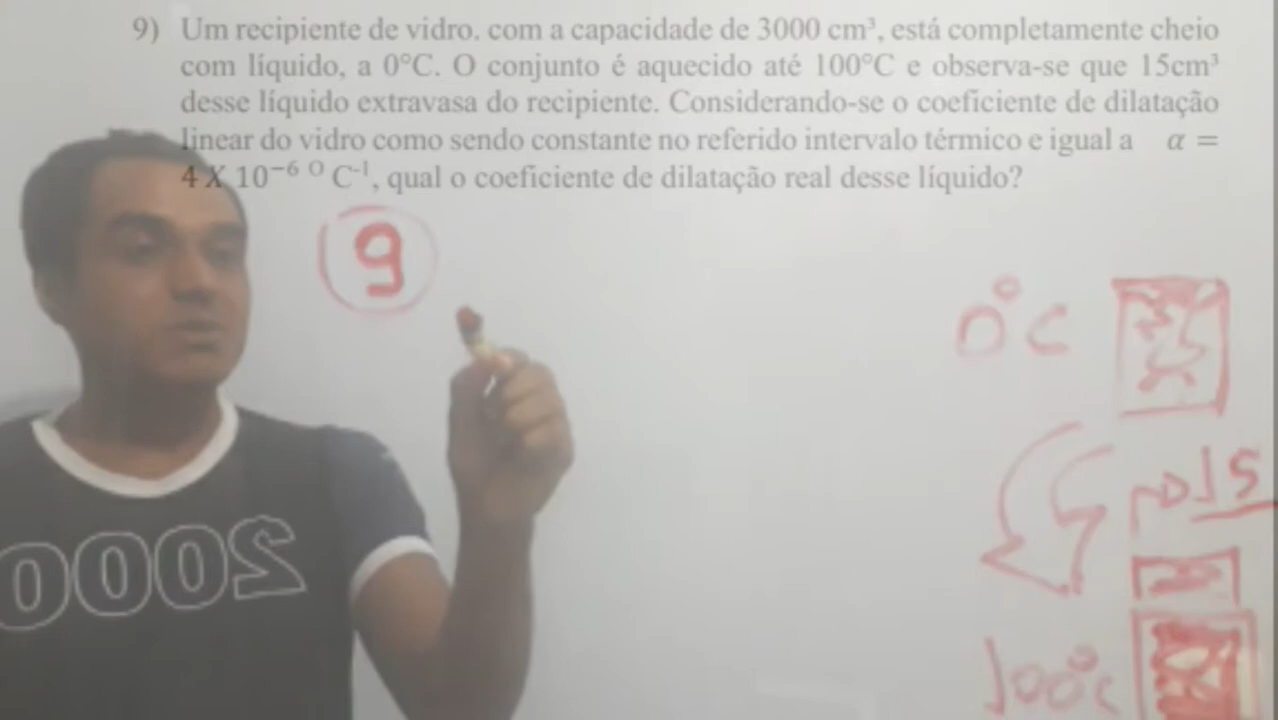 9) Um recipiente de vidro. com a capacidade de 3000 cm³, está completamente cheio
com líquido, a 0°C. O conjunto é aquecido até 100°C e observa-se que 15cm³
desse líquido extravasa do recipiente. Considerando-se o coeficiente de dilatação
linear do vidro como sendo constante no referido intervalo térmico e igual a α =
4 X 10⁻⁶ ᴼ C⁻¹, qual o coeficiente de dilatação real desse líquido?
9
0°C
15
100°C
2000